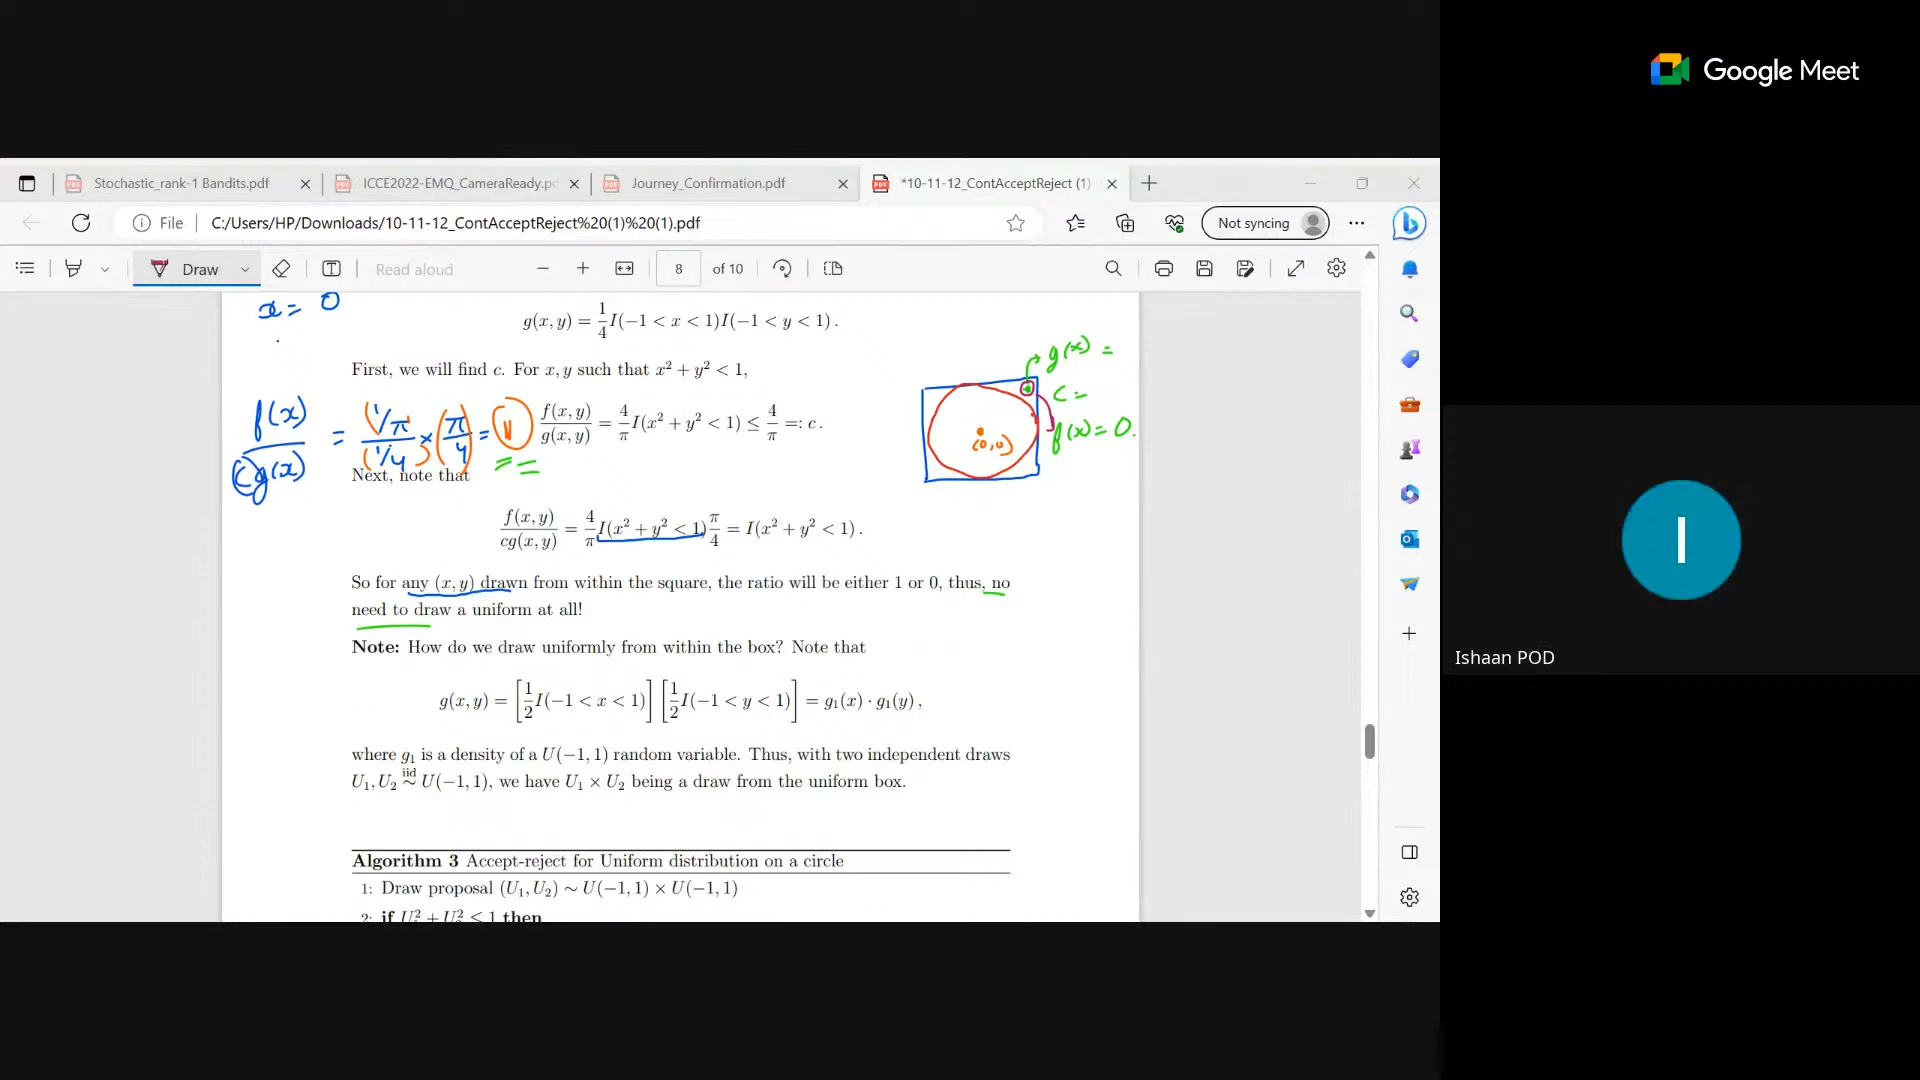 Google Meet
Stochastic_rank-1 Bandits.pdf
ICCE2022-EMQ_CameraReady.p
Journey_Confirmation.pdf
*10-11-12_ContAcceptReject (1)
File C:/Users/HP/Downloads/10-11-12_ContAcceptReject%20(1)%20(1).pdf
Not syncing
Draw
Read aloud
8 of 10
x = 0
g(x, y) = 1/4 I(−1 < x < 1)I(−1 < y < 1) .
First, we will find c. For x, y such that x² + y² < 1,
f(x, y)/g(x, y) = 4/π I(x² + y² < 1) ≤ 4/π =: c .
f(x)/c g(x) = (1/π)/(1/4) × (π/4) = 1
g(x) =
c =
f(x) = 0.
(0,0)
Next, note that
f(x, y)/cg(x, y) = 4/π I(x² + y² < 1) π/4 = I(x² + y² < 1) .
So for any (x, y) drawn from within the square, the ratio will be either 1 or 0, thus, no
need to draw a uniform at all!
Note: How do we draw uniformly from within the box? Note that
g(x, y) = [1/2 I(−1 < x < 1)] [1/2 I(−1 < y < 1)] = g₁(x) · g₁(y) ,
where g₁ is a density of a U(−1, 1) random variable. Thus, with two independent draws
U₁, U₂ iid ~ U(−1, 1), we have U₁ × U₂ being a draw from the uniform box.
Algorithm 3 Accept-reject for Uniform distribution on a circle
1: Draw proposal (U₁, U₂) ∼ U(−1, 1) × U(−1, 1)
2: if U₁² + U₂² ≤ 1 then
I
Ishaan POD